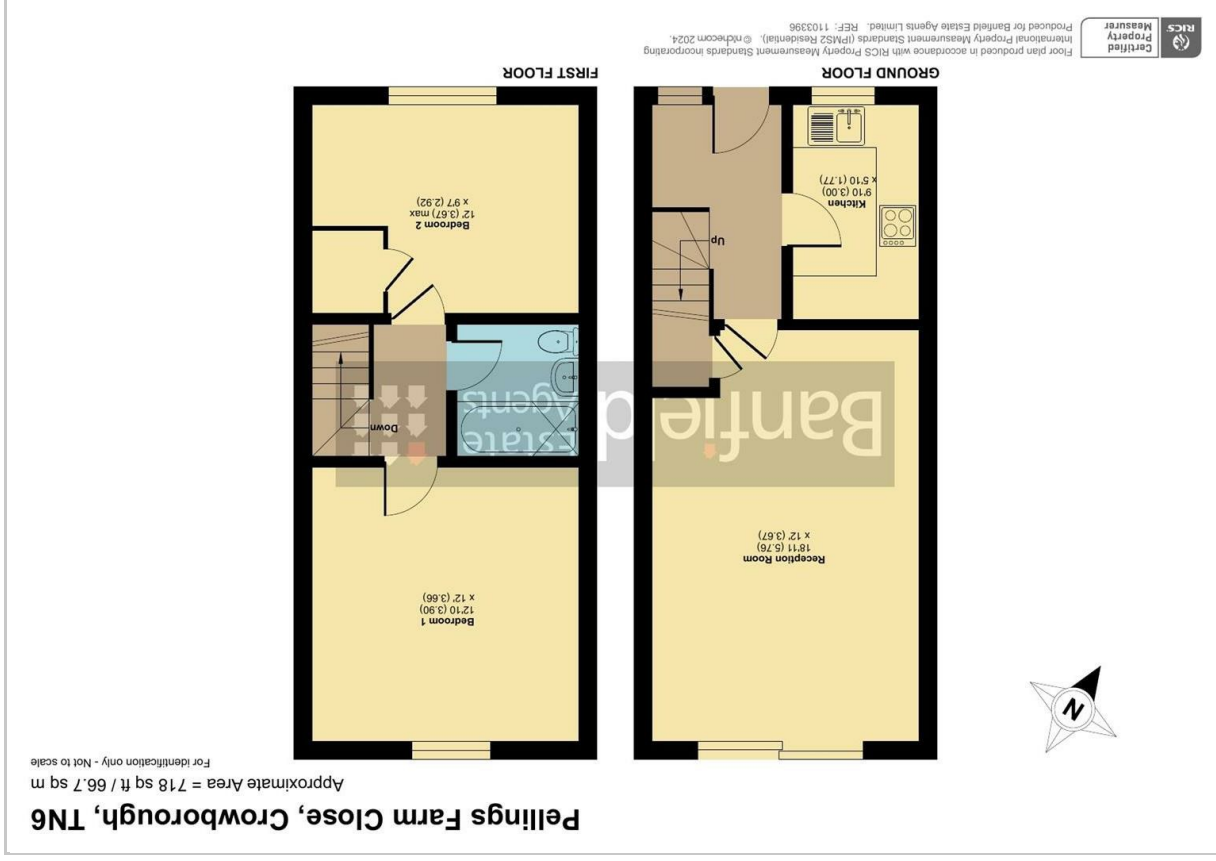 Pellings Farm Close, Crowborough, TN6
Approximate Area = 718 sq ft / 66.7 sq m
For identification only - Not to scale
N
Reception Room
18'11 (5.76)
x 12' (3.67)
Up
Kitchen
9'10 (3.00)
x 5'10 (1.77)
GROUND FLOOR
Bedroom 1
12'10 (3.90)
x 12' (3.66)
Down
Bedroom 2
12' (3.67) max
x 9'7 (2.92)
FIRST FLOOR
Banfield
Estate
Agents
Certified
Property
Measurer
RICS
Floor plan produced in accordance with RICS Property Measurement Standards incorporating
International Property Measurement Standards (IPMS2 Residential). © nichecom 2024.
Produced for Banfield Estate Agents Limited. REF: 1103396